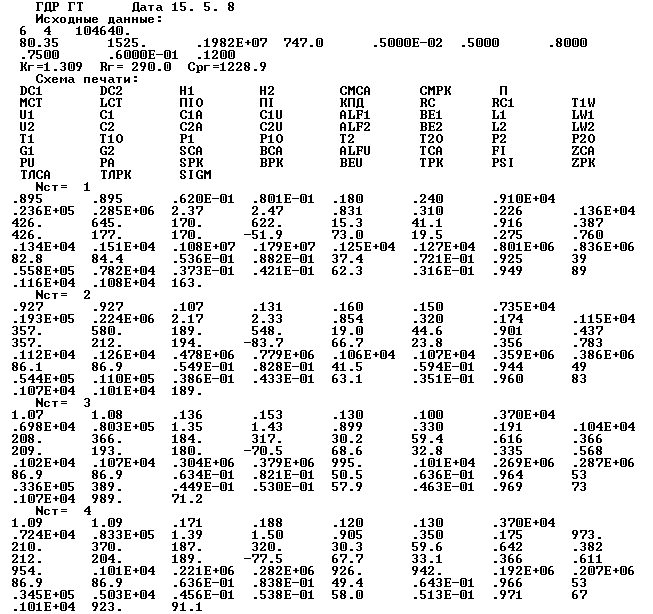 ГДР ГТ Дата 15. 5. 8
Исходные данные:
6 4 104640.
80.35 1525. .1982E+07 747.0 .5000E-02 .5000 .8000
.7500 .6000E-01 .1200
Кг=1.309 Rг= 290.0 Срг=1228.9
Схема печати:
DC1 DC2 H1 H2 CMCA CMPK П
MCT LCT ПIO ПI КПД RC RC1 T1W
U1 C1 C1A C1U ALF1 BE1 L1 LW1
U2 C2 C2A C2U ALF2 BE2 L2 LW2
T1 T1O P1 P1O T2 T2O P2 P2O
G1 G2 SCA BCA ALFU TCA FI ZCA
PU PA SPK BPK BEU TPK PSI ZPK
ТЛСА ТЛРК SIGM
Nст= 1
.895 .895 .620E-01 .801E-01 .180 .240 .910E+04
.236E+05 .285E+06 2.37 2.47 .831 .310 .226 .136E+04
426. 645. 170. 622. 15.3 41.1 .916 .387
426. 177. 170. -51.9 73.0 19.5 .275 .760
.134E+04 .151E+04 .108E+07 .179E+07 .125E+04 .127E+04 .801E+06 .836E+06
82.8 84.4 .536E-01 .882E-01 37.4 .721E-01 .925 39
.558E+05 .782E+04 .373E-01 .421E-01 62.3 .316E-01 .949 89
.116E+04 .108E+04 163.
Nст= 2
.927 .927 .107 .131 .160 .150 .735E+04
.193E+05 .224E+06 2.17 2.33 .854 .320 .174 .115E+04
357. 580. 189. 548. 19.0 44.6 .901 .437
357. 212. 194. -83.7 66.7 23.8 .356 .783
.112E+04 .126E+04 .478E+06 .779E+06 .106E+04 .107E+04 .359E+06 .386E+06
86.1 86.9 .549E-01 .828E-01 41.5 .594E-01 .944 49
.544E+05 .110E+05 .386E-01 .433E-01 63.1 .351E-01 .960 83
.107E+04 .101E+04 189.
Nст= 3
1.07 1.08 .136 .153 .130 .100 .370E+04
.698E+04 .803E+05 1.35 1.43 .899 .330 .191 .104E+04
208. 366. 184. 317. 30.2 59.4 .616 .366
209. 193. 180. -70.5 68.6 32.8 .335 .568
.102E+04 .107E+04 .304E+06 .379E+06 995. .101E+04 .269E+06 .287E+06
86.9 86.9 .634E-01 .821E-01 50.5 .636E-01 .964 53
.336E+05 389. .449E-01 .530E-01 57.9 .463E-01 .969 73
.107E+04 989. 71.2
Nст= 4
1.09 1.09 .171 .188 .120 .130 .370E+04
.724E+04 .833E+05 1.39 1.50 .905 .350 .175 973.
210. 370. 187. 320. 30.3 59.6 .642 .382
212. 204. 189. -77.5 67.7 33.1 .366 .611
954. .101E+04 .221E+06 .282E+06 926. 942. .192E+06 .207E+06
86.9 86.9 .636E-01 .838E-01 49.4 .643E-01 .966 53
.345E+05 .503E+04 .456E-01 .538E-01 58.0 .513E-01 .971 67
.101E+04 923. 91.1